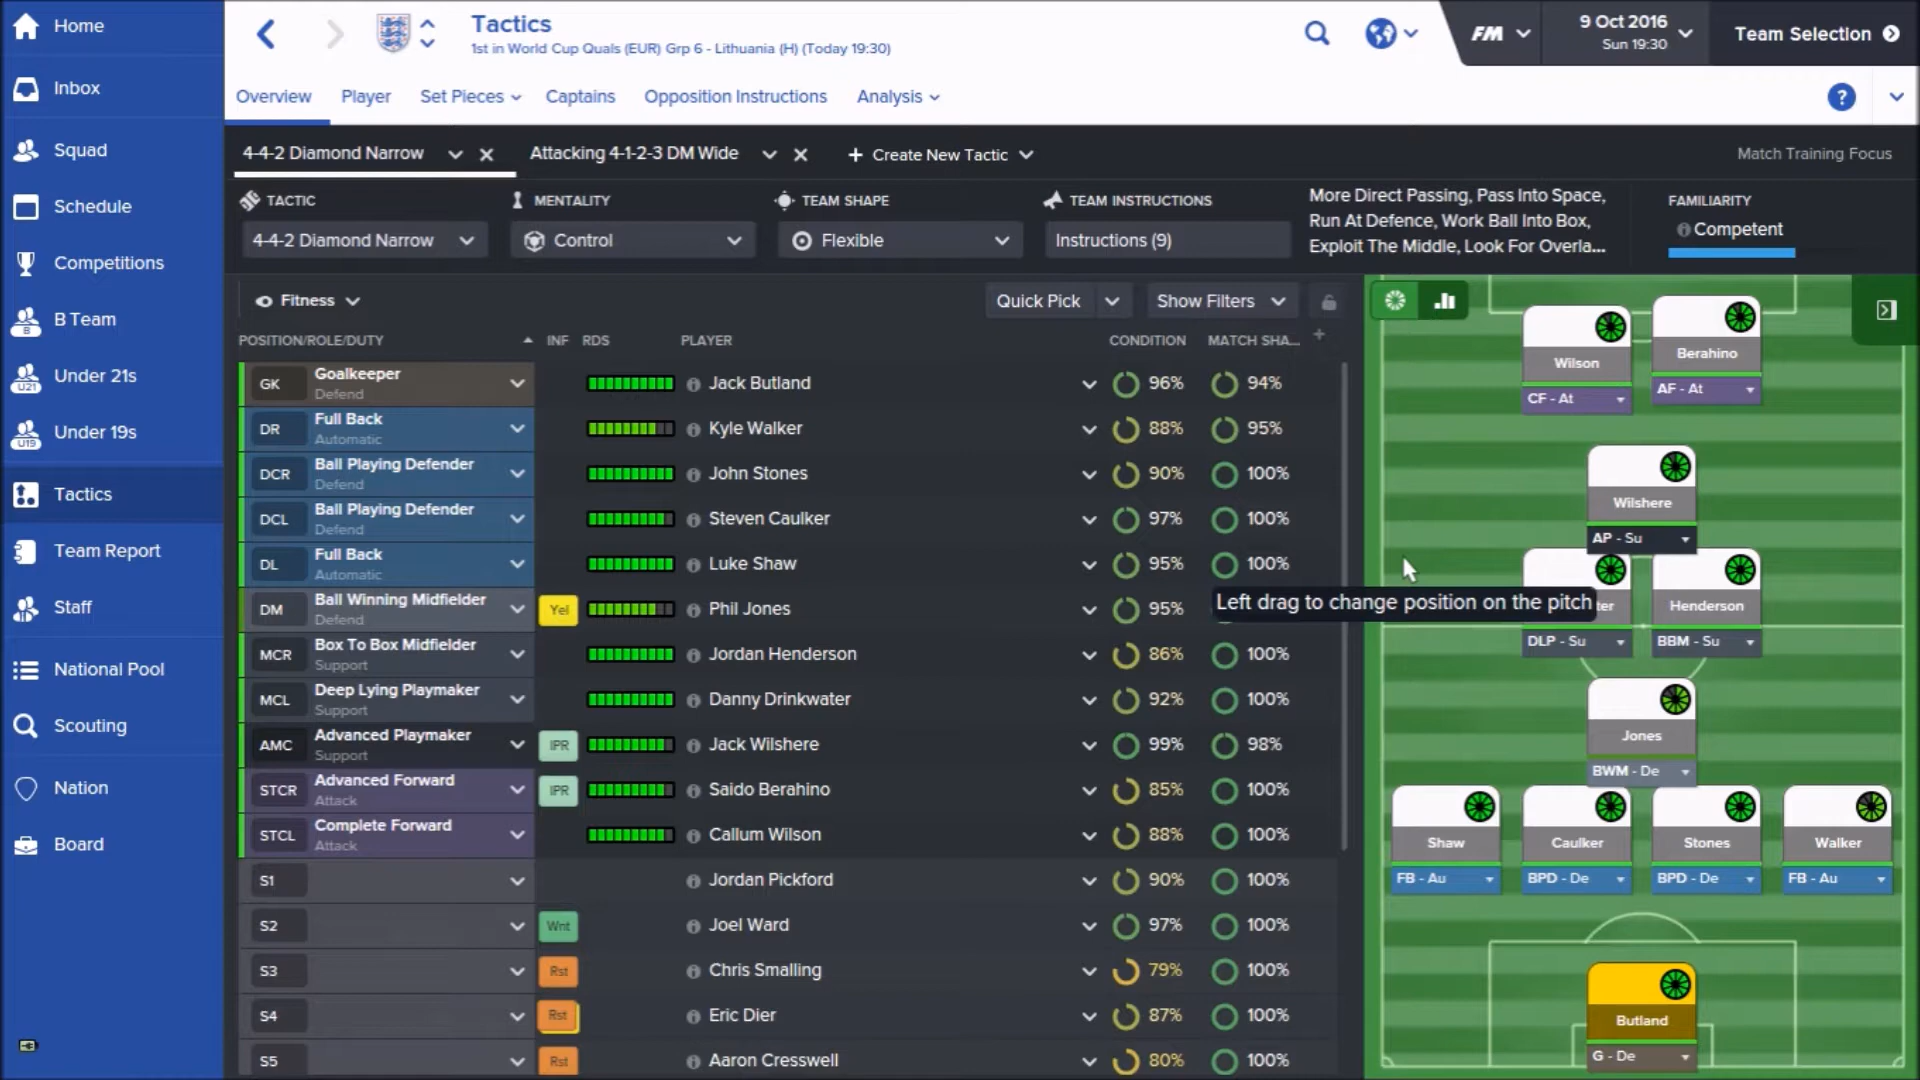 Home
Inbox
Squad
Schedule
Competitions
B Team
Under 21s
Under 19s
Tactics
Team Report
Staff
National Pool
Scouting
Nation
Board
B
U21
U19
Tactics
1st in World Cup Quals (EUR) Grp 6 - Lithuania (H) (Today 19:30)
FM
9 Oct 2016
Sun 19:30
Team Selection
Overview
Player
Set Pieces
Captains
Opposition Instructions
Analysis
?
4-4-2 Diamond Narrow
Attacking 4-1-2-3 DM Wide
Create New Tactic
Match Training Focus
TACTIC
MENTALITY
TEAM SHAPE
TEAM INSTRUCTIONS
4-4-2 Diamond Narrow
Control
Flexible
Instructions (9)
More Direct Passing, Pass Into Space,
Run At Defence, Work Ball Into Box,
Exploit The Middle, Look For Overla...
FAMILIARITY
Competent
Fitness
Quick Pick
Show Filters
POSITION/ROLE/DUTY INF RDS PLAYER CONDITION MATCH SHA...
GK Goalkeeper Defend Jack Butland 96% 94%
DR Full Back Automatic Kyle Walker 88% 95%
DCR Ball Playing Defender Defend John Stones 90% 100%
DCL Ball Playing Defender Defend Steven Caulker 97% 100%
DL Full Back Automatic Luke Shaw 95% 100%
DM Ball Winning Midfielder Defend Yel Phil Jones 95%
MCR Box To Box Midfielder Support Jordan Henderson 86% 100%
MCL Deep Lying Playmaker Support Danny Drinkwater 92% 100%
AMC Advanced Playmaker Support IPR Jack Wilshere 99% 98%
STCR Advanced Forward Attack IPR Saido Berahino 85% 100%
STCL Complete Forward Attack Callum Wilson 88% 100%
S1 Jordan Pickford 90% 100%
S2 Wnt Joel Ward 97% 100%
S3 Rst Chris Smalling 79% 100%
S4 Rst Eric Dier 87% 100%
S5 Rst Aaron Cresswell 80% 100%
Left drag to change position on the pitch
Wilson
CF - At
Berahino
AF - At
Wilshere
AP - Su
ter
DLP - Su
Henderson
BBM - Su
Jones
BWM - De
Shaw
FB - Au
Caulker
BPD - De
Stones
BPD - De
Walker
FB - Au
Butland
G - De